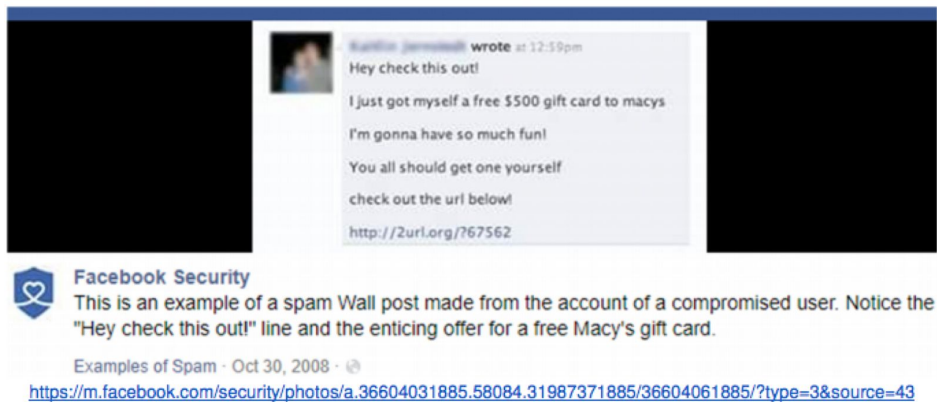 wrote at 12:59pm
Hey check this out!
I just got myself a free $500 gift card to macys
I'm gonna have so much fun!
You all should get one yourself
check out the url below!
http://2url.org/?67562
Facebook Security
This is an example of a spam Wall post made from the account of a compromised user. Notice the
"Hey check this out!" line and the enticing offer for a free Macy's gift card.
Examples of Spam · Oct 30, 2008 ·
https://m.facebook.com/security/photos/a.36604031885.58084.31987371885/36604061885/?type=3&source=43